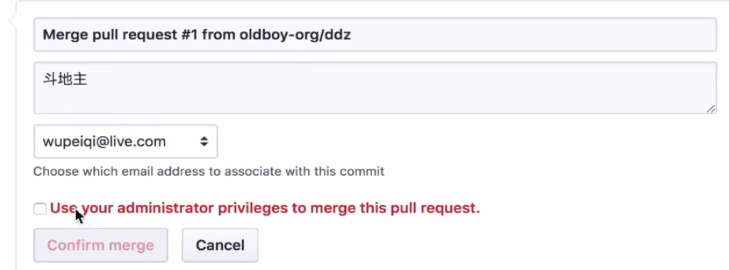 Merge pull request #1 from oldboy-org/ddz
斗地主
wupeiqi@live.com
Choose which email address to associate with this commit
Use your administrator privileges to merge this pull request.
Confirm merge
Cancel